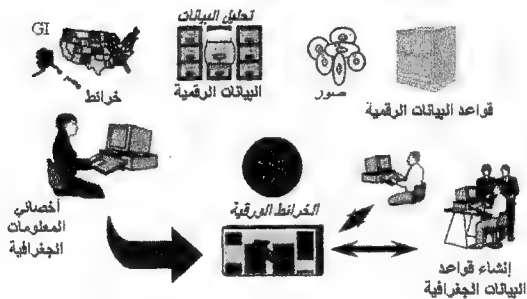 GI
تحليل البيانات
خرائط
البيانات الرقمية
صور
قواعد البيانات الرقمية
أخصائي
المعلومات
الجغرافية
الخرائط الورقية
إنشاء قواعد
البيانات الجغرافية